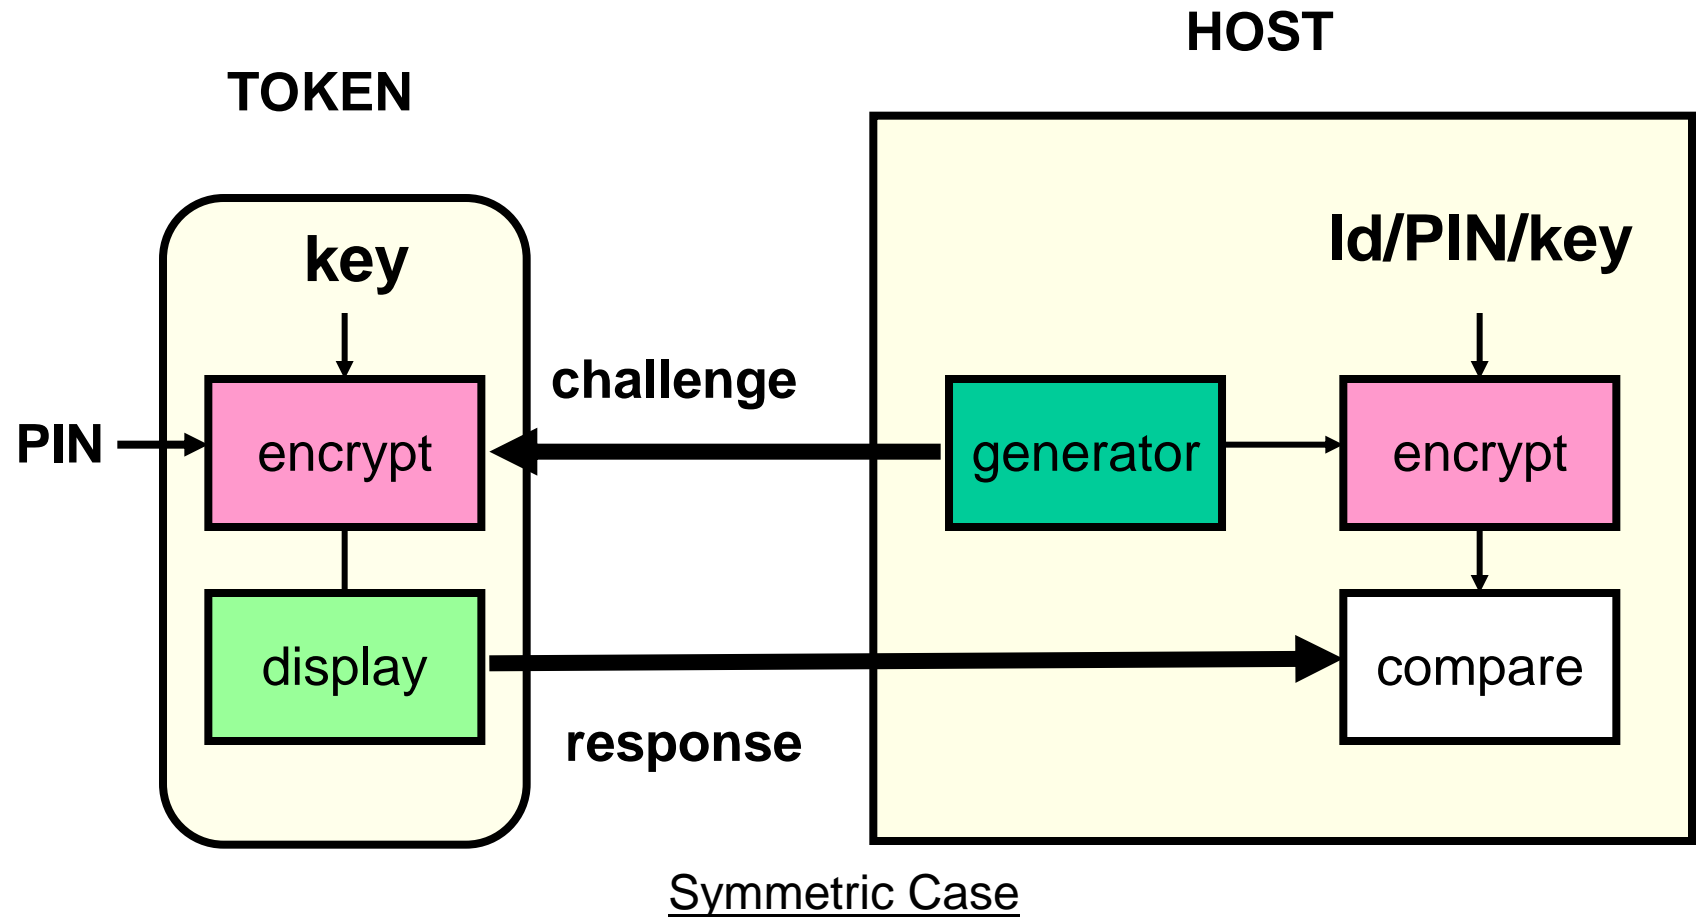 HOST
TOKEN
Id/PIN/key
key
challenge
PIN
encrypt
generator
encrypt
display
compare
response
Symmetric Case